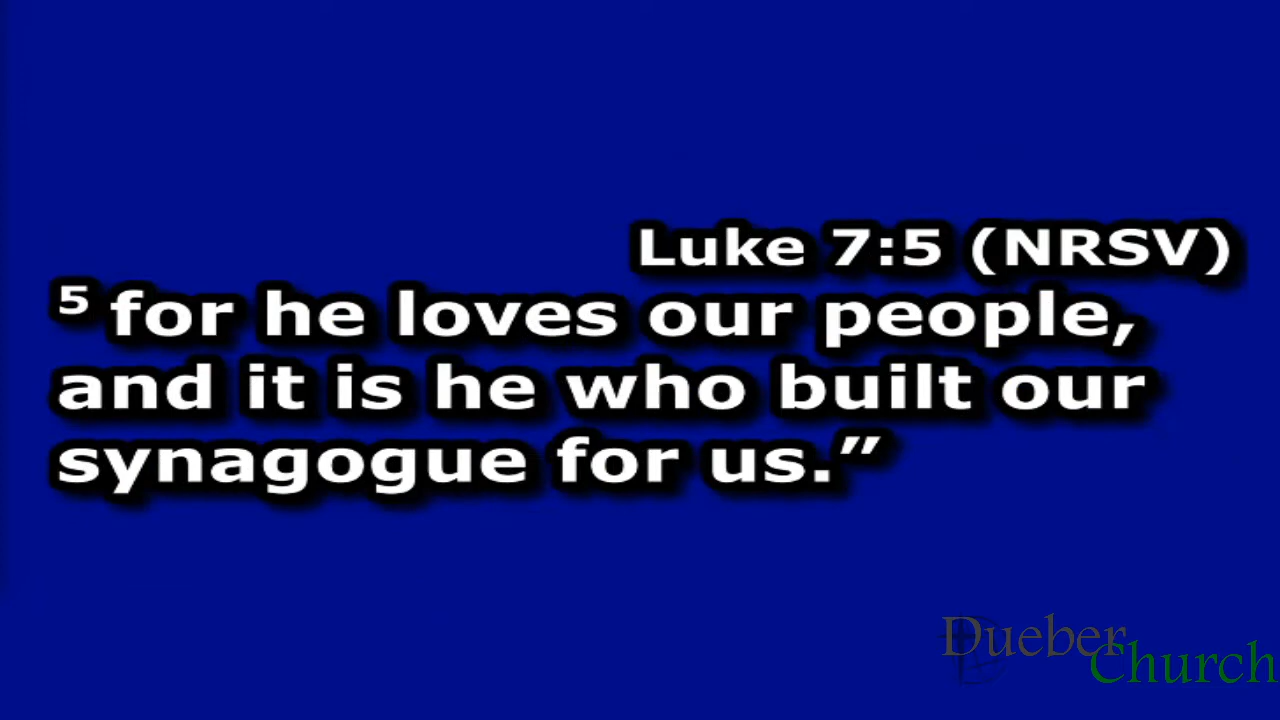 Luke 7:5 (NRSV)
5 for he loves our people,
and it is he who built our
synagogue for us.”
Dueber
Church